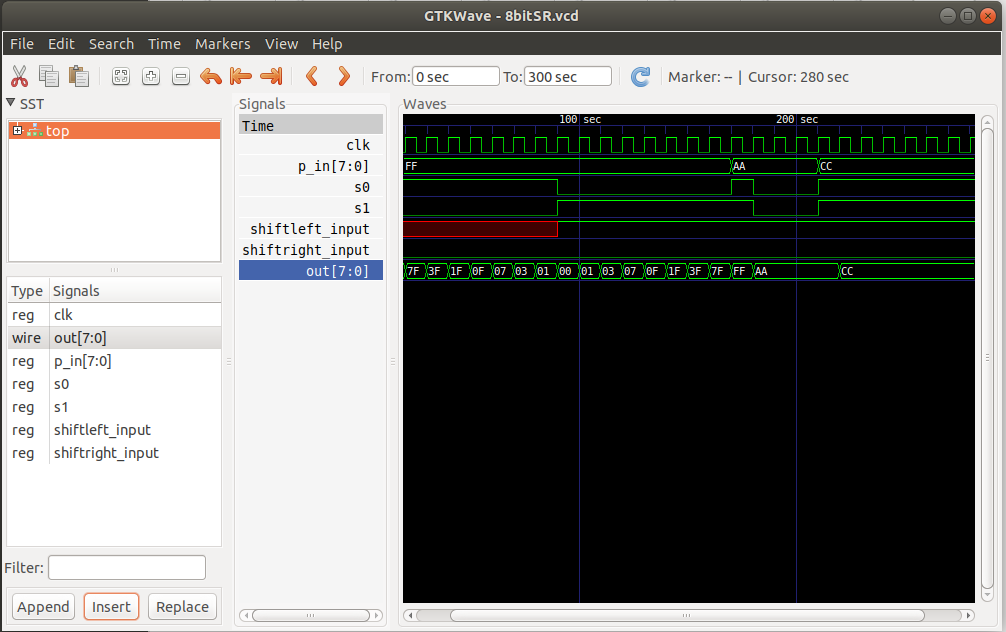 GTKWave - 8bitSR.vcd
File Edit Search Time Markers View Help
From: 0 sec To: 300 sec Marker: -- | Cursor: 280 sec
SST
top
Type Signals
reg clk
wire out[7:0]
reg p_in[7:0]
reg s0
reg s1
reg shiftleft_input
reg shiftright_input
Filter:
Append Insert Replace
Signals
Time
clk
p_in[7:0]
s0
s1
shiftleft_input
shiftright_input
out[7:0]
Waves
100 sec 200 sec
FF AA CC
7F 3F 1F 0F 07 03 01 00 01 03 07 0F 1F 3F 7F FF AA CC